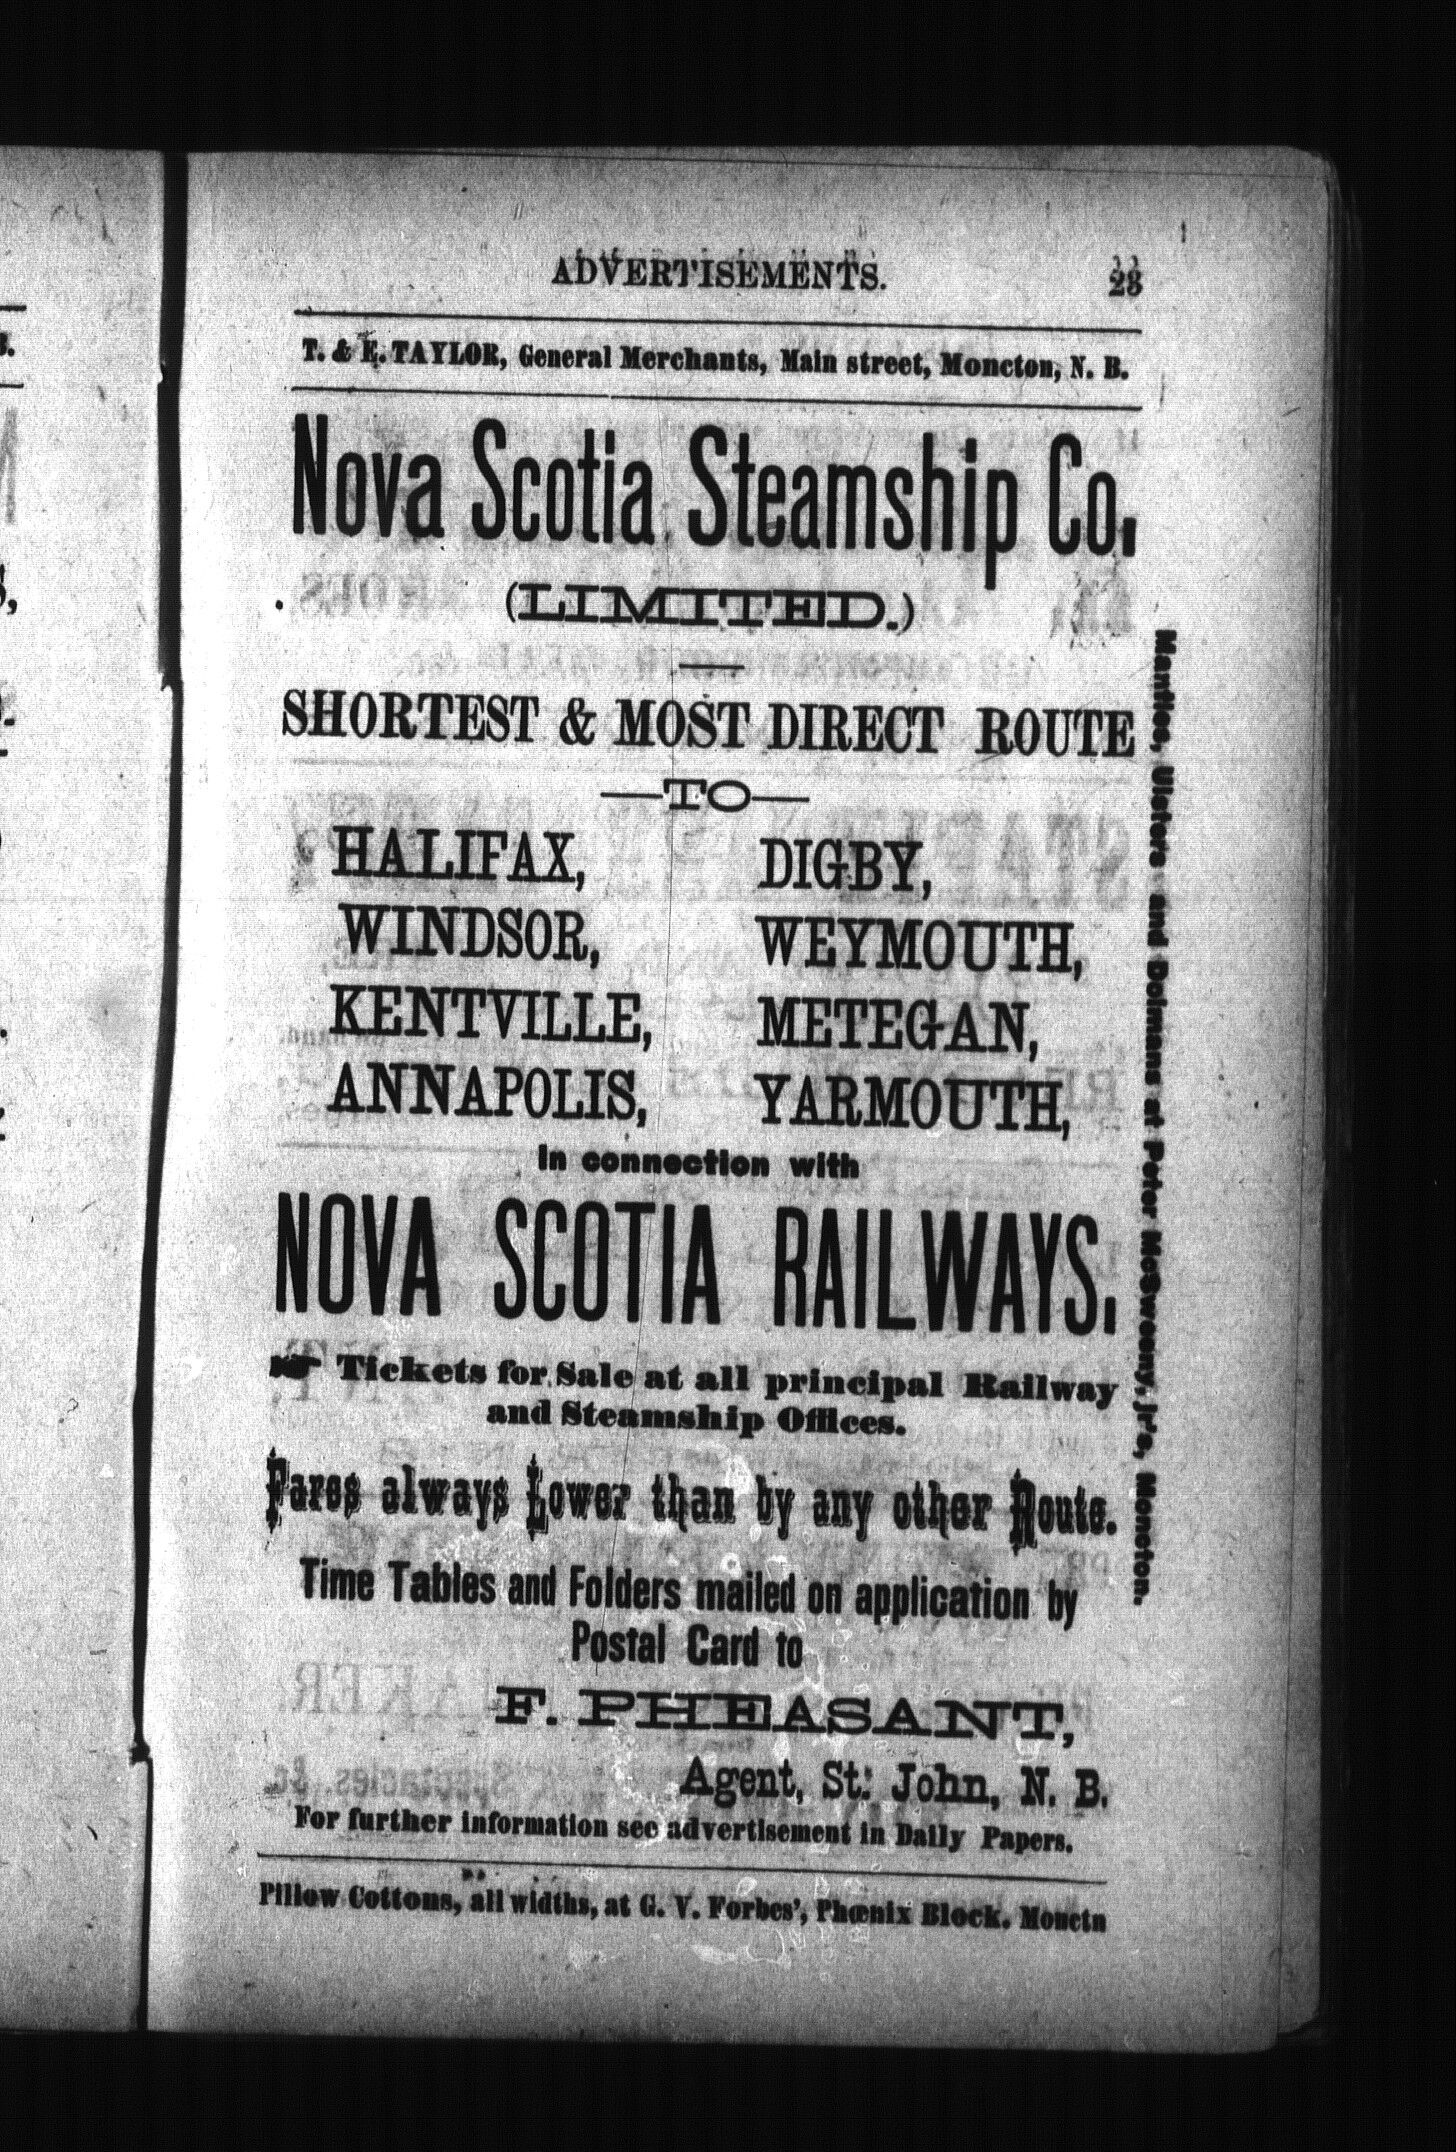 ADVERTISEMENTS. 23
T. & E. TAYLOR, General Merchants, Main street, Moncton, N. B.
Nova Scotia Steamship Co.
(LIMITED.)
SHORTEST & MOST DIRECT ROUTE
—TO—
HALIFAX, DIGBY,
WINDSOR, WEYMOUTH,
KENTVILLE, METEGAN,
ANNAPOLIS, YARMOUTH,
In connection with
NOVA SCOTIA RAILWAYS.
☛ Tickets for Sale at all principal Railway
and Steamship Offices.
Fares always Lower than by any other Route.
Time Tables and Folders mailed on application by
Postal Card to
F. PHEASANT,
Agent, St. John, N. B.
For further information see advertisement in Daily Papers.
Pillow Cottons, all widths, at G. V. Forbes', Phœnix Block. Monctn
Mantles, Ulsters and Dolmans at Peter McSweeny, jr's, Moncton.